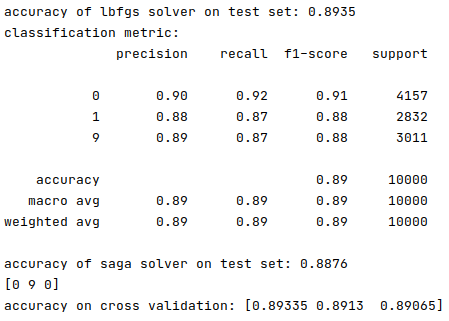 accuracy of lbfgs solver on test set: 0.8935
classification metric:
precision recall f1-score support
0 0.90 0.92 0.91 4157
1 0.88 0.87 0.88 2832
9 0.89 0.87 0.88 3011
accuracy 0.89 10000
macro avg 0.89 0.89 0.89 10000
weighted avg 0.89 0.89 0.89 10000
accuracy of saga solver on test set: 0.8876
[0 9 0]
accuracy on cross validation: [0.89335 0.8913  0.89065]